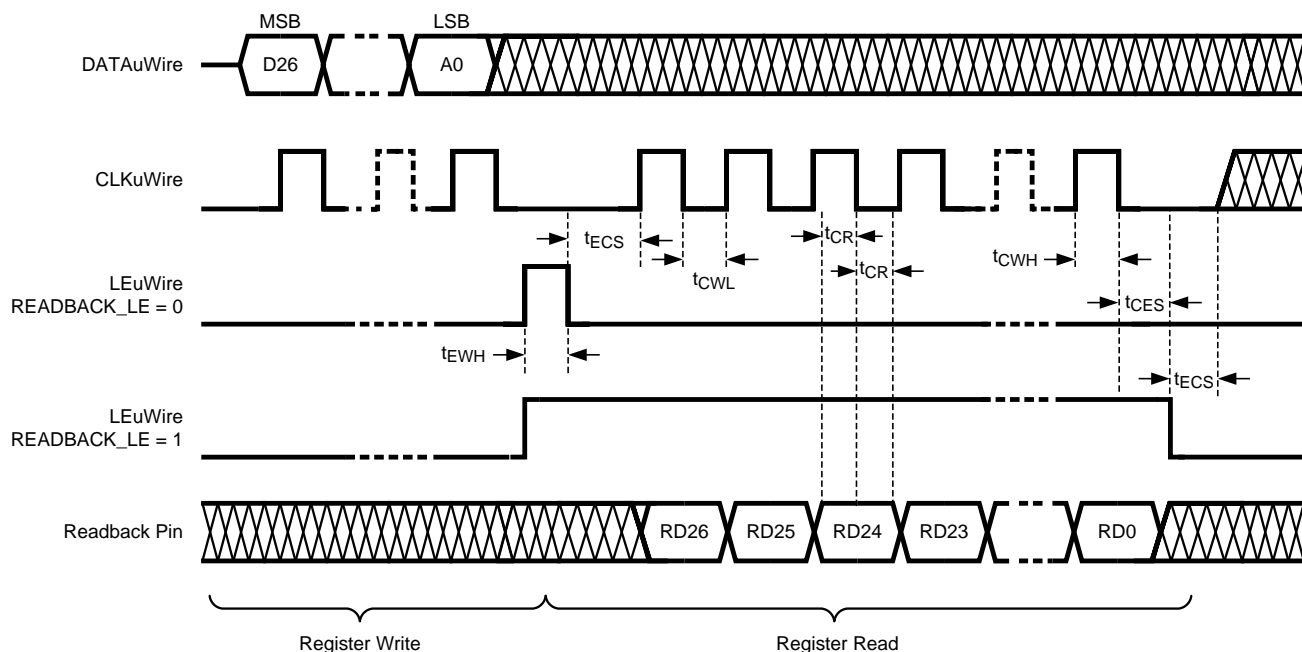 MSB
LSB
DATAuWire
D26
A0
CLKuWire
tECS
tCWL
tCR
tCR
tCWH
tCES
LEuWire
READBACK_LE = 0
tEWH
tECS
LEuWire
READBACK_LE = 1
Readback Pin
RD26
RD25
RD24
RD23
RD0
Register Write
Register Read